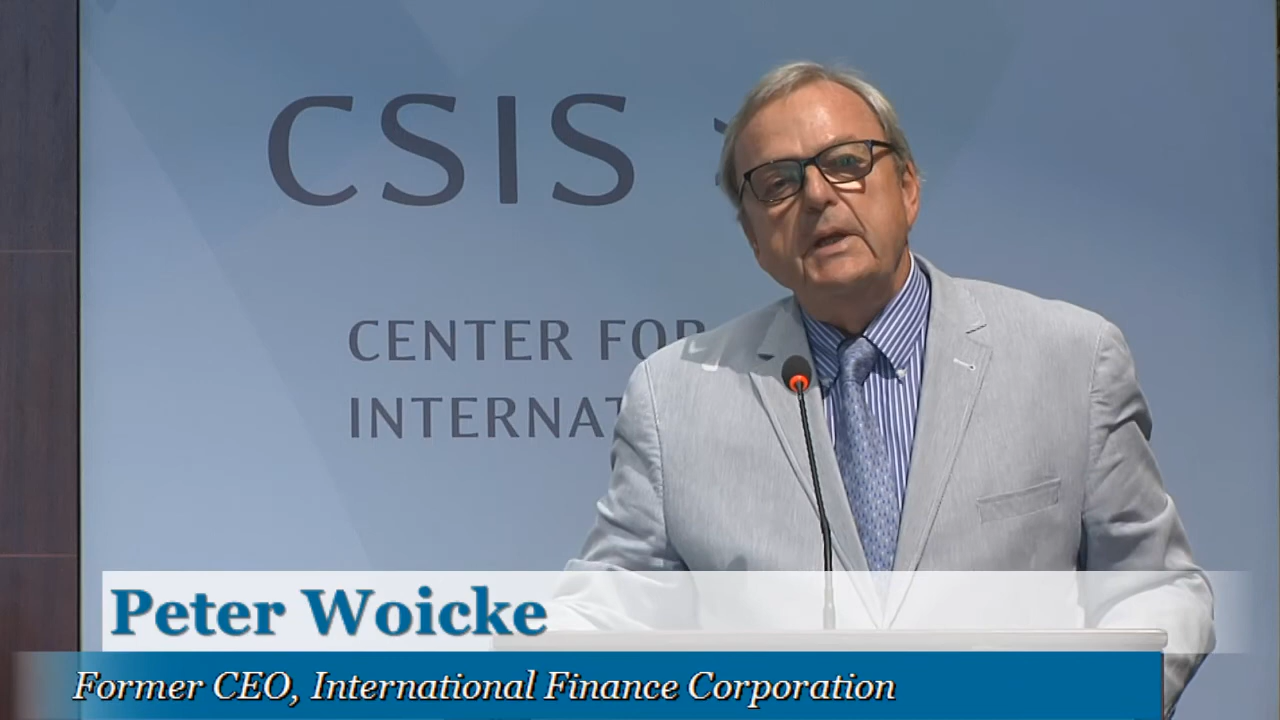 CSIS
CENTER FOR
INTERNAT
Peter Woicke
Former CEO, International Finance Corporation